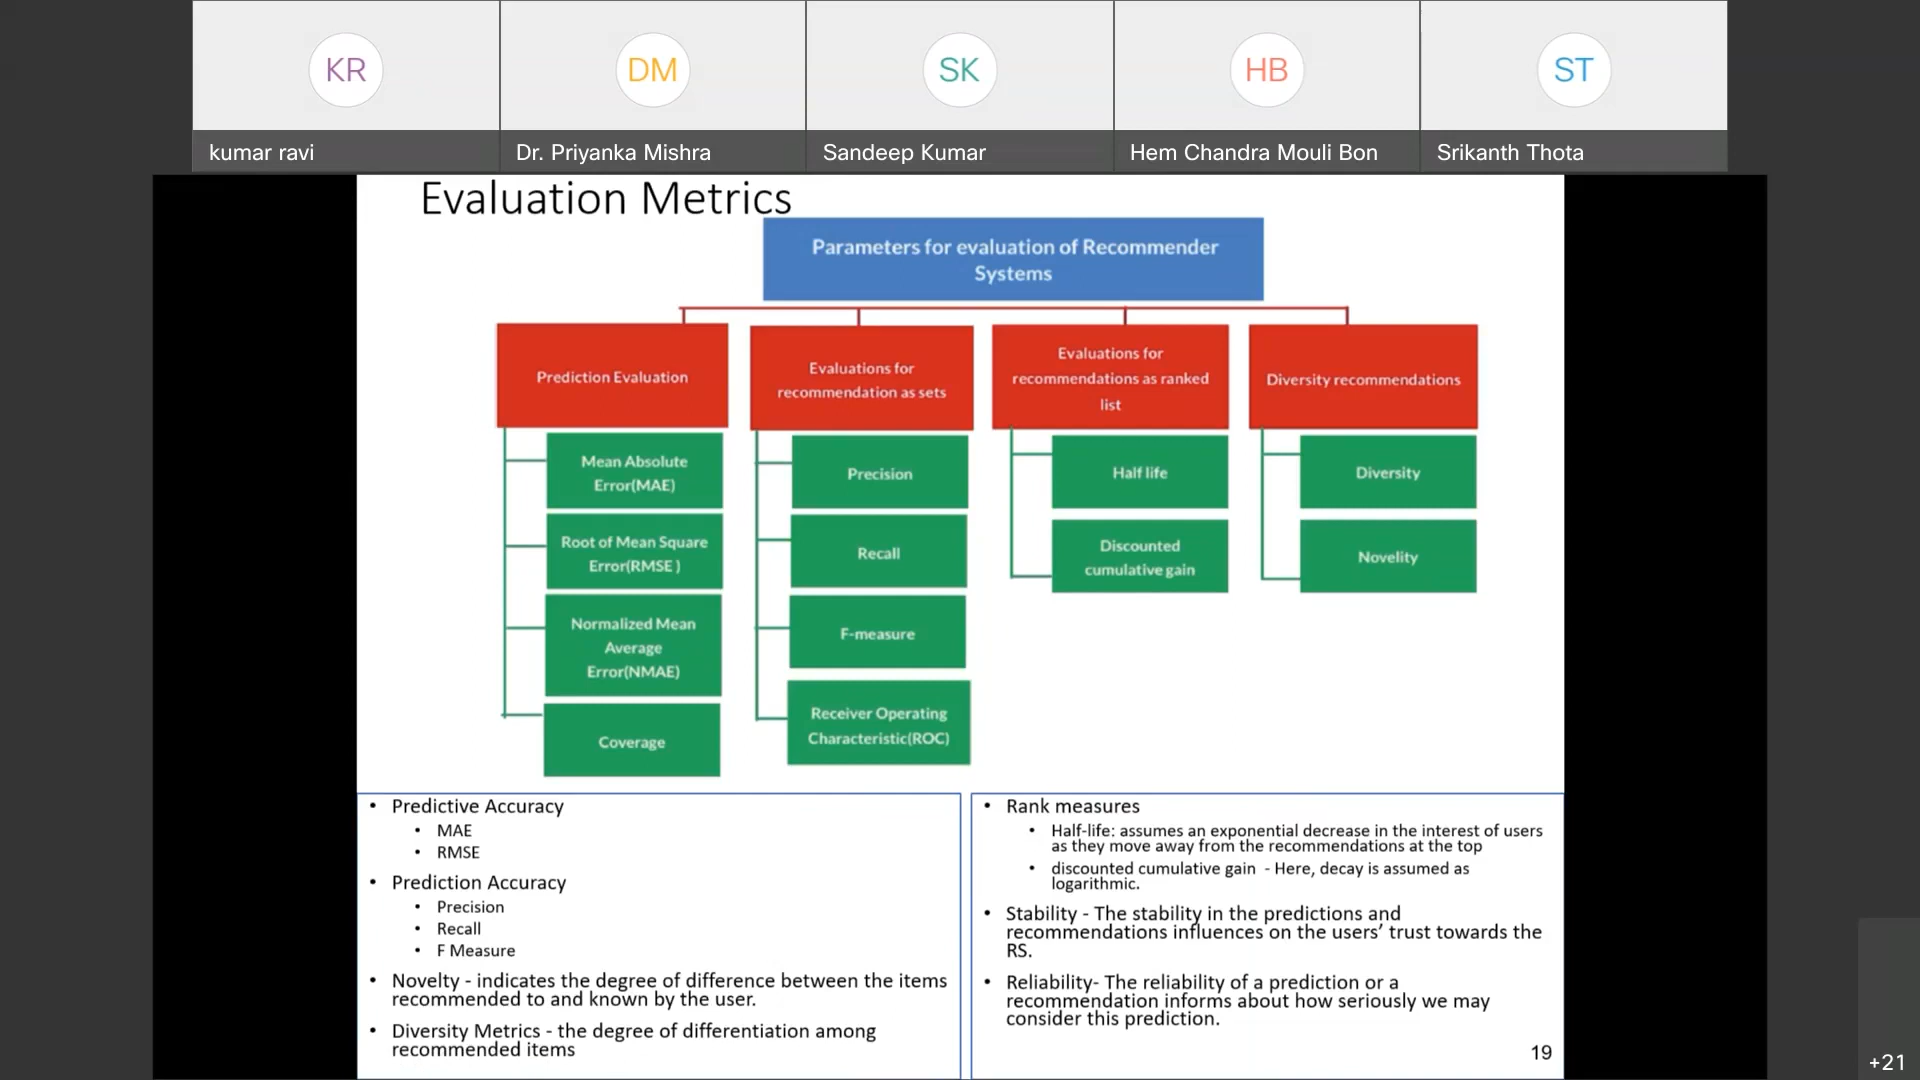 KR
DM
SK
HB
ST
kumar ravi
Dr. Priyanka Mishra
Sandeep Kumar
Hem Chandra Mouli Bon
Srikanth Thota
Evaluation Metrics
Parameters for evaluation of Recommender
Systems
Prediction Evaluation
Mean Absolute
Error(MAE)
Root of Mean Square
Error(RMSE )
Normalized Mean
Average
Error(NMAE)
Coverage
Evaluations for
recommendation as sets
Precision
Recall
F-measure
Receiver Operating
Characteristic(ROC)
Evaluations for
recommendations as ranked
list
Half life
Discounted
cumulative gain
Diversity recommendations
Diversity
Novelity
• Predictive Accuracy
• MAE
• RMSE
• Prediction Accuracy
• Precision
• Recall
• F Measure
• Novelty - indicates the degree of difference between the items
recommended to and known by the user.
• Diversity Metrics - the degree of differentiation among
recommended items
• Rank measures
• Half-life: assumes an exponential decrease in the interest of users
as they move away from the recommendations at the top
• discounted cumulative gain - Here, decay is assumed as
logarithmic.
• Stability - The stability in the predictions and
recommendations influences on the users’ trust towards the
RS.
• Reliability- The reliability of a prediction or a
recommendation informs about how seriously we may
consider this prediction.
19
+21